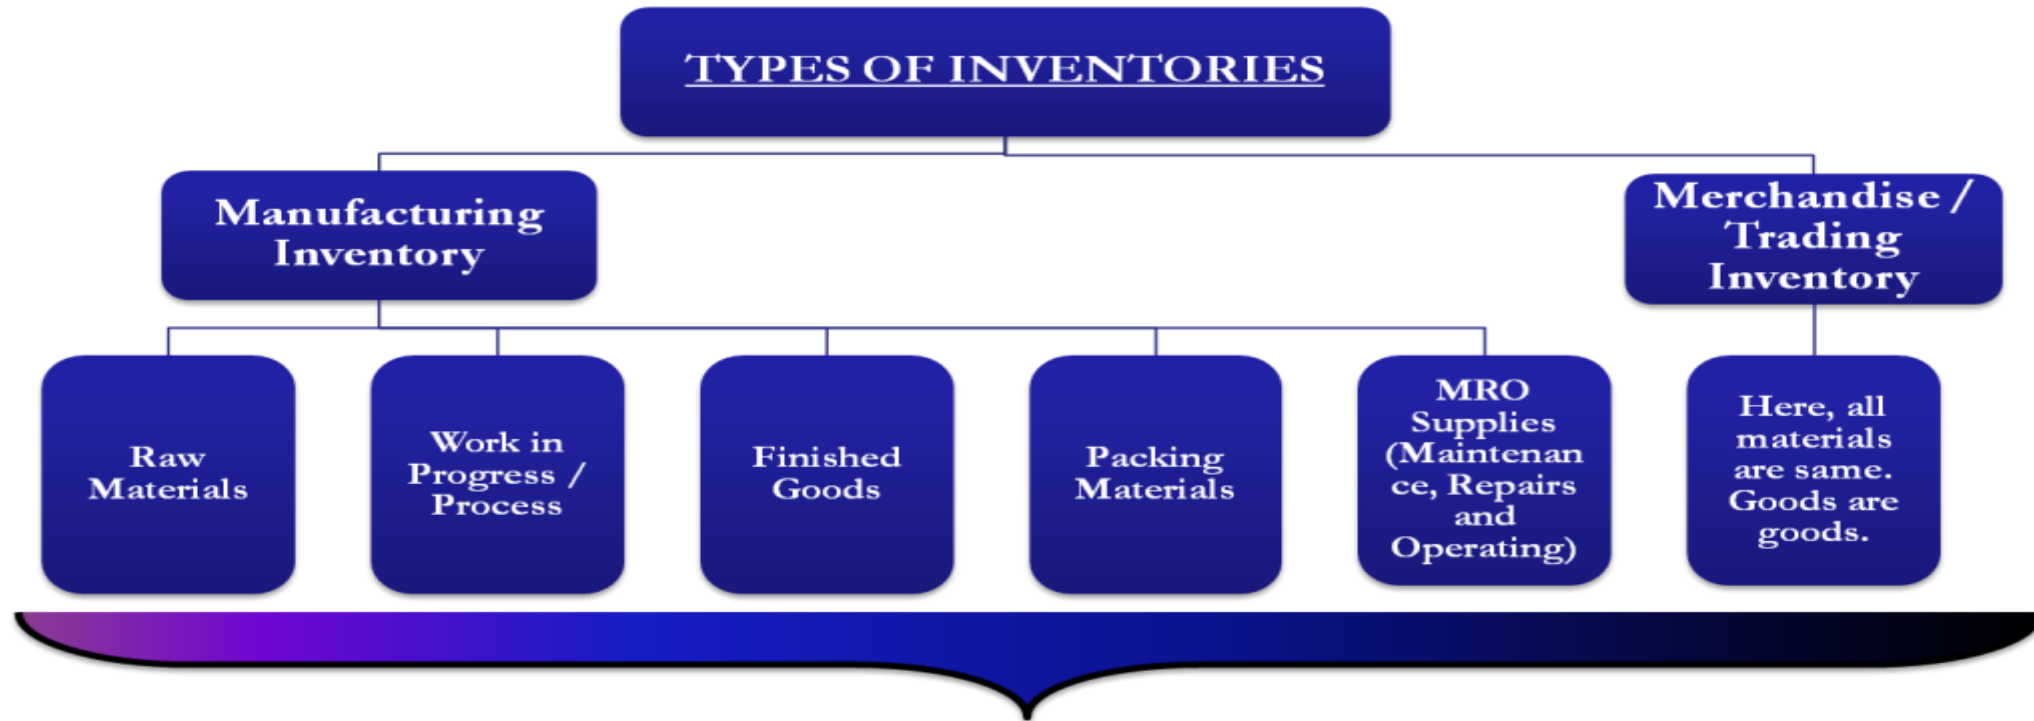 TYPES OF INVENTORIES
Manufacturing
Inventory
Merchandise /
Trading
Inventory
Raw
Materials
Work in
Progress /
Process
Finished
Goods
Packing
Materials
MRO
Supplies
(Maintenan
ce, Repairs
and
Operating)
Here, all
materials
are same.
Goods are
goods.